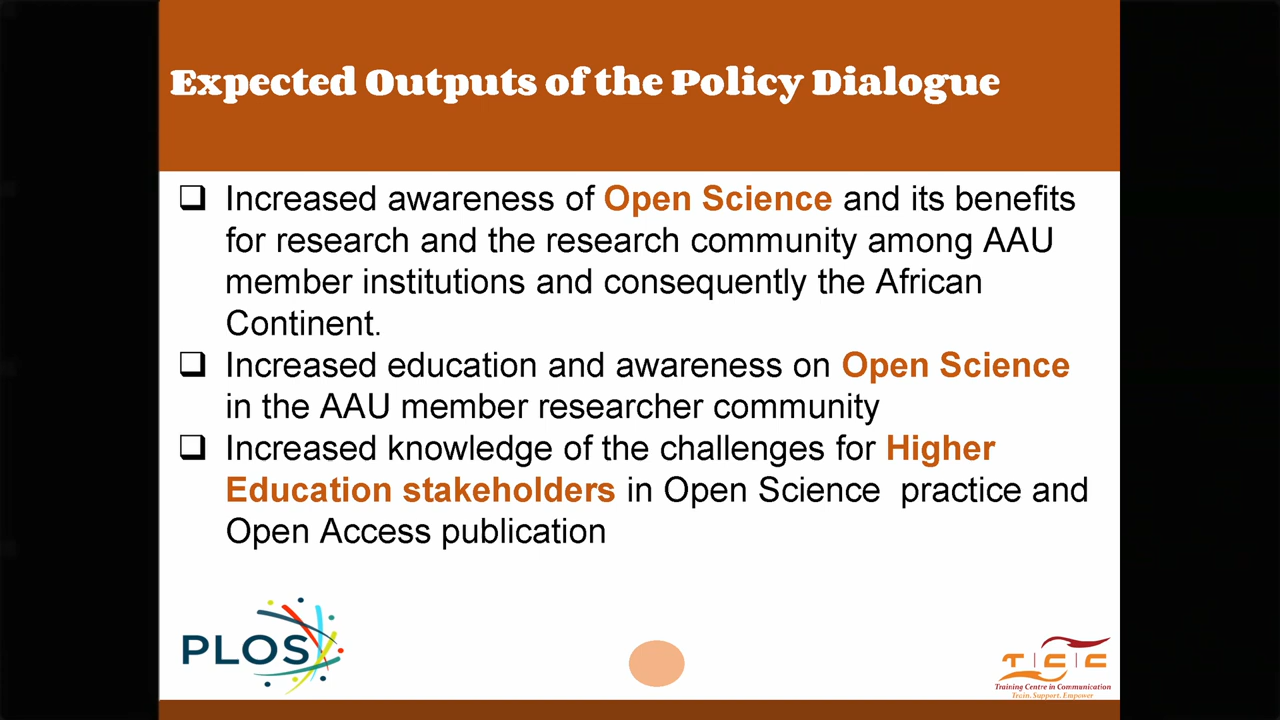 Expected Outputs of the Policy Dialogue
Increased awareness of Open Science and its benefits
for research and the research community among AAU
member institutions and consequently the African
Continent.
Increased education and awareness on Open Science
in the AAU member researcher community
Increased knowledge of the challenges for Higher
Education stakeholders in Open Science practice and
Open Access publication
PLOS
T|C|C
Training Centre in Communication
Train. Support. Empower